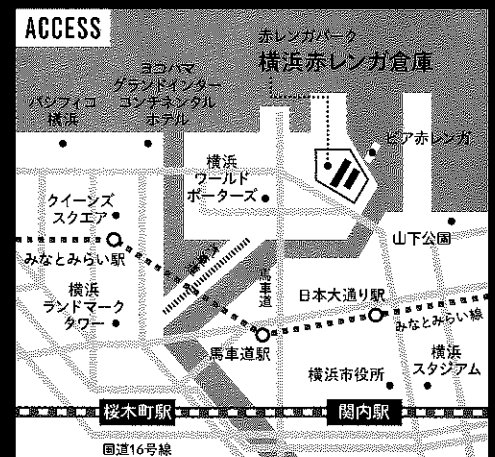 ACCESS
赤レンガパーク
横浜赤レンガ倉庫
ヨコハマ
グランドインター
コンチネンタル
ホテル
パシフィコ
横浜
ピア赤レンガ
横浜
ワールド
ポーターズ
クイーンズ
スクエア
みなとみらい駅
山下公園
馬車道
日本大通り駅
みなとみらい線
横浜
ランドマーク
タワー
馬車道駅
横浜
スタジアム
横浜市役所
桜木町駅
関内駅
国道16号線